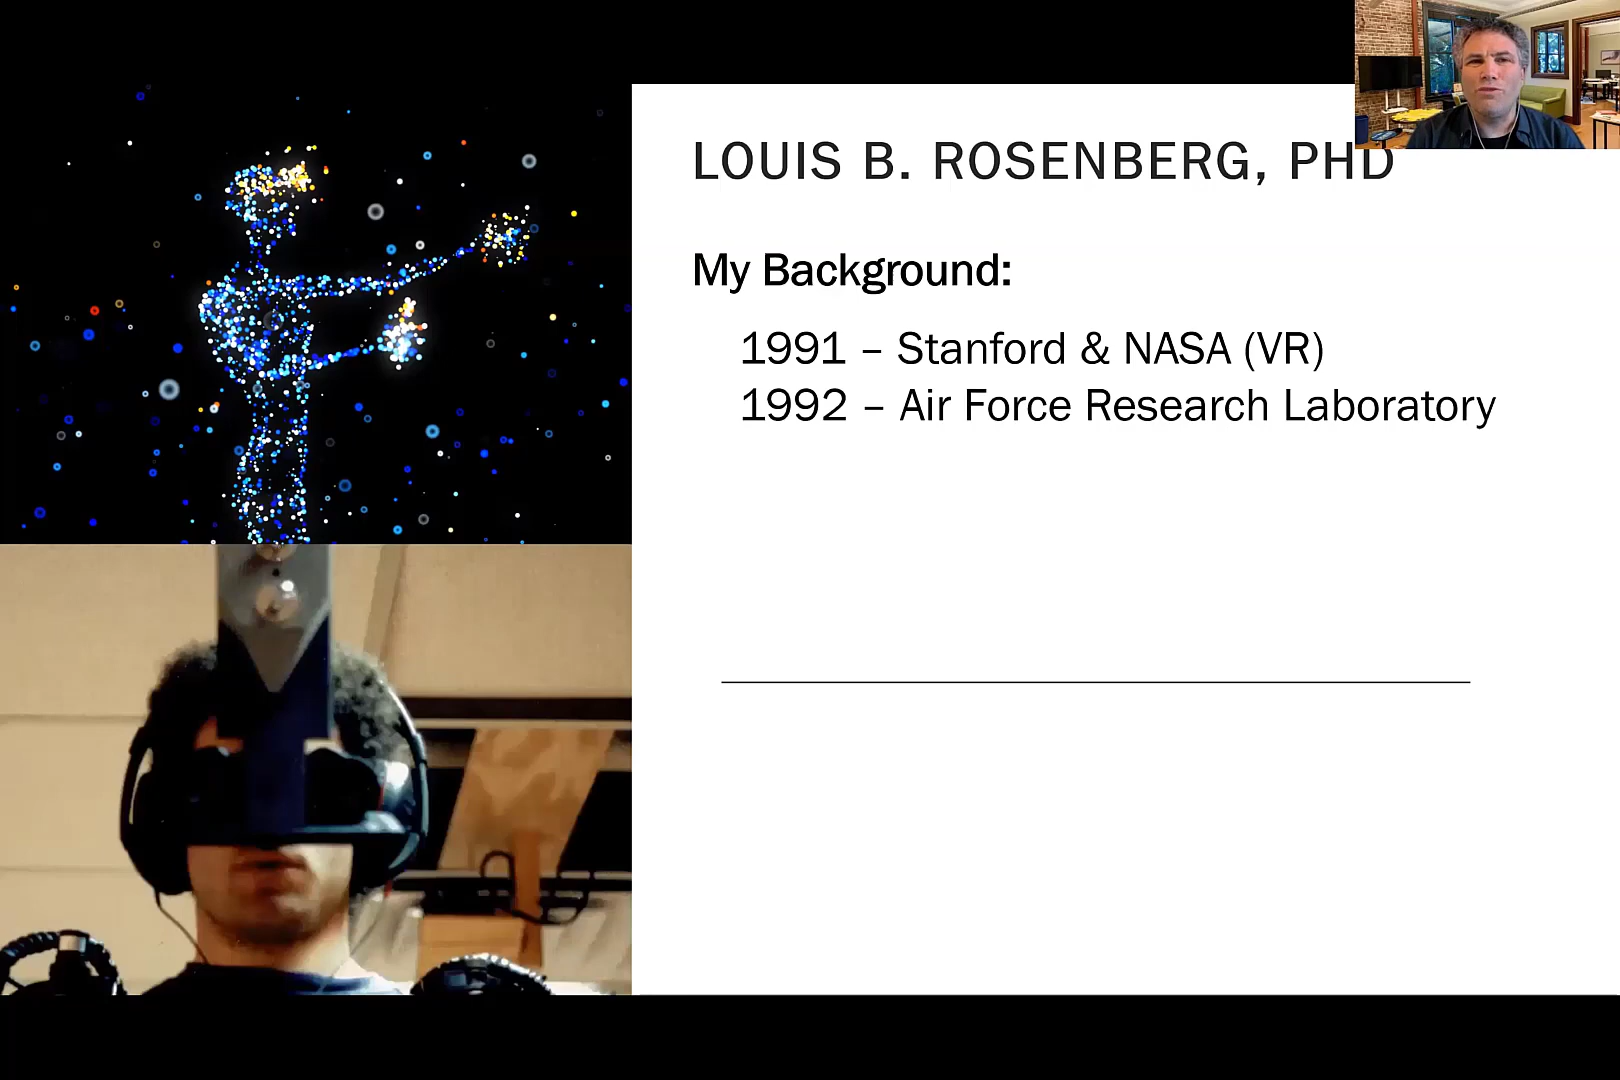 LOUIS B. ROSENBERG, PHD
My Background:
1991 – Stanford & NASA (VR)
1992 – Air Force Research Laboratory